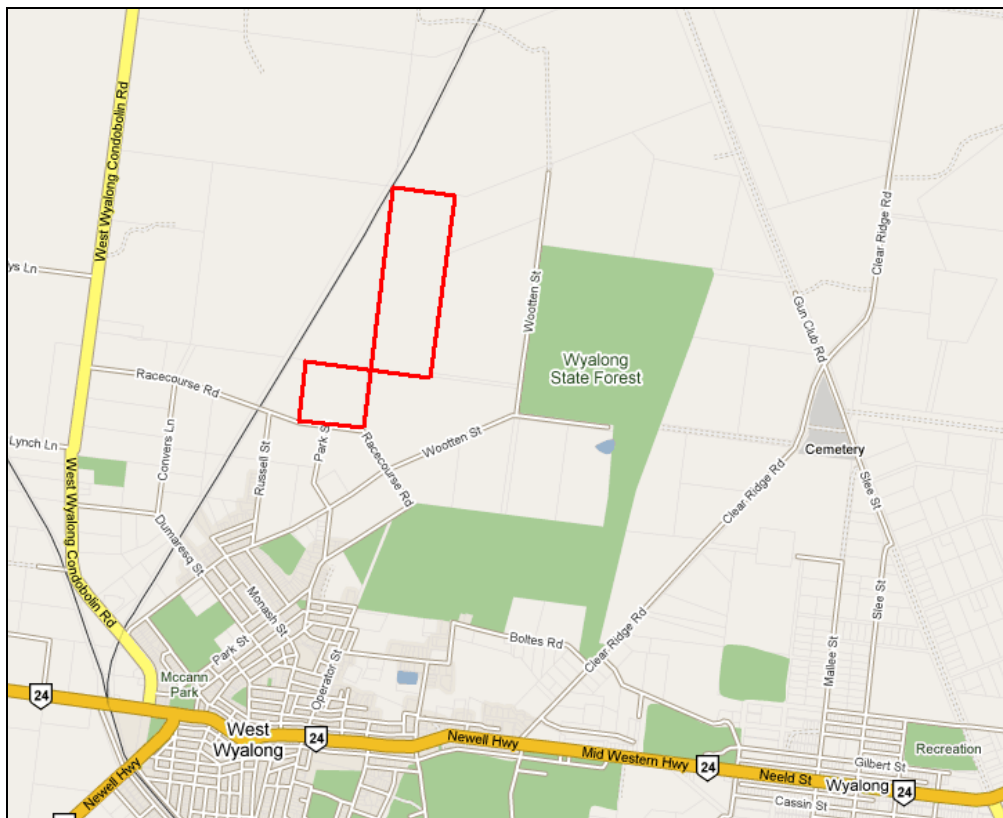 West Wyalong Condobolin Rd
Clear Ridge Rd
ys Ln
Wootten St
Gun Club Rd
Wyalong
State Forest
Racecourse Rd
Convers Ln
Lynch Ln
Russell St
Park S
Racecourse Rd
Wootten St
Cemetery
West Wyalong Condobolin Rd
Clear Ridge Rd
Slee St
Dumaresq St
Monash St
Park St
Operator St
Boltes Rd
Clear Ridge Rd
Mallee St
Slee St
Mccann
Park
24
West
Wyalong
24
Newell Hwy
Mid Western Hwy
24
Neeld St
Recreation
Gilbert St
Wyalong
24
Cassin St
Newell Hwy